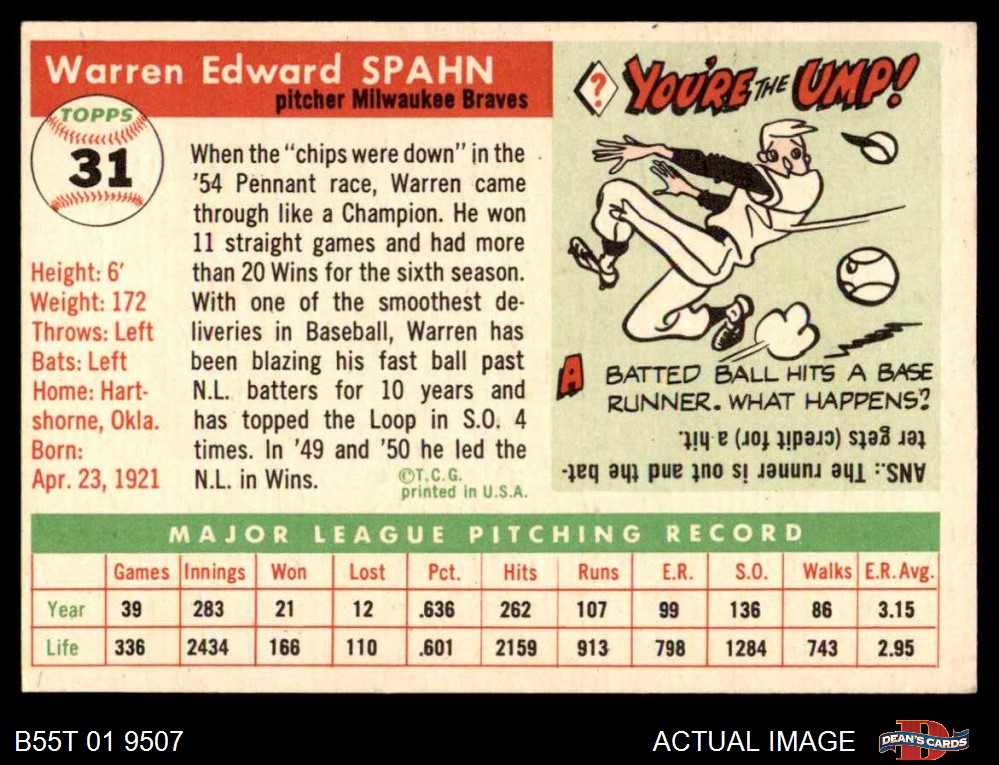 Warren Edward SPAHN
pitcher Milwaukee Braves
TOPPS
31
Height: 6′
Weight: 172
Throws: Left
Bats: Left
Home: Hart-
shorne, Okla.
Born:
Apr. 23, 1921
When the “chips were down” in the
’54 Pennant race, Warren came
through like a Champion. He won
11 straight games and had more
than 20 Wins for the sixth season.
With one of the smoothest de-
liveries in Baseball, Warren has
been blazing his fast ball past
N.L. batters for 10 years and
has topped the Loop in S.O. 4
times. In ’49 and ’50 he led the
N.L. in Wins.
©T.C.G.
printed in U.S.A.
? YOU'RE THE UMP!
A BATTED BALL HITS A BASE
RUNNER. WHAT HAPPENS?
ANS.: The runner is out and the bat-
ter gets (credit for) a hit.
MAJOR LEAGUE PITCHING RECORD
Games Innings Won Lost Pct. Hits Runs E.R. S.O. Walks E.R.Avg.
Year 39 283 21 12 .636 262 107 99 136 86 3.15
Life 336 2434 166 110 .601 2159 913 798 1284 743 2.95
B55T 01 9507
ACTUAL IMAGE
DEAN'S CARDS